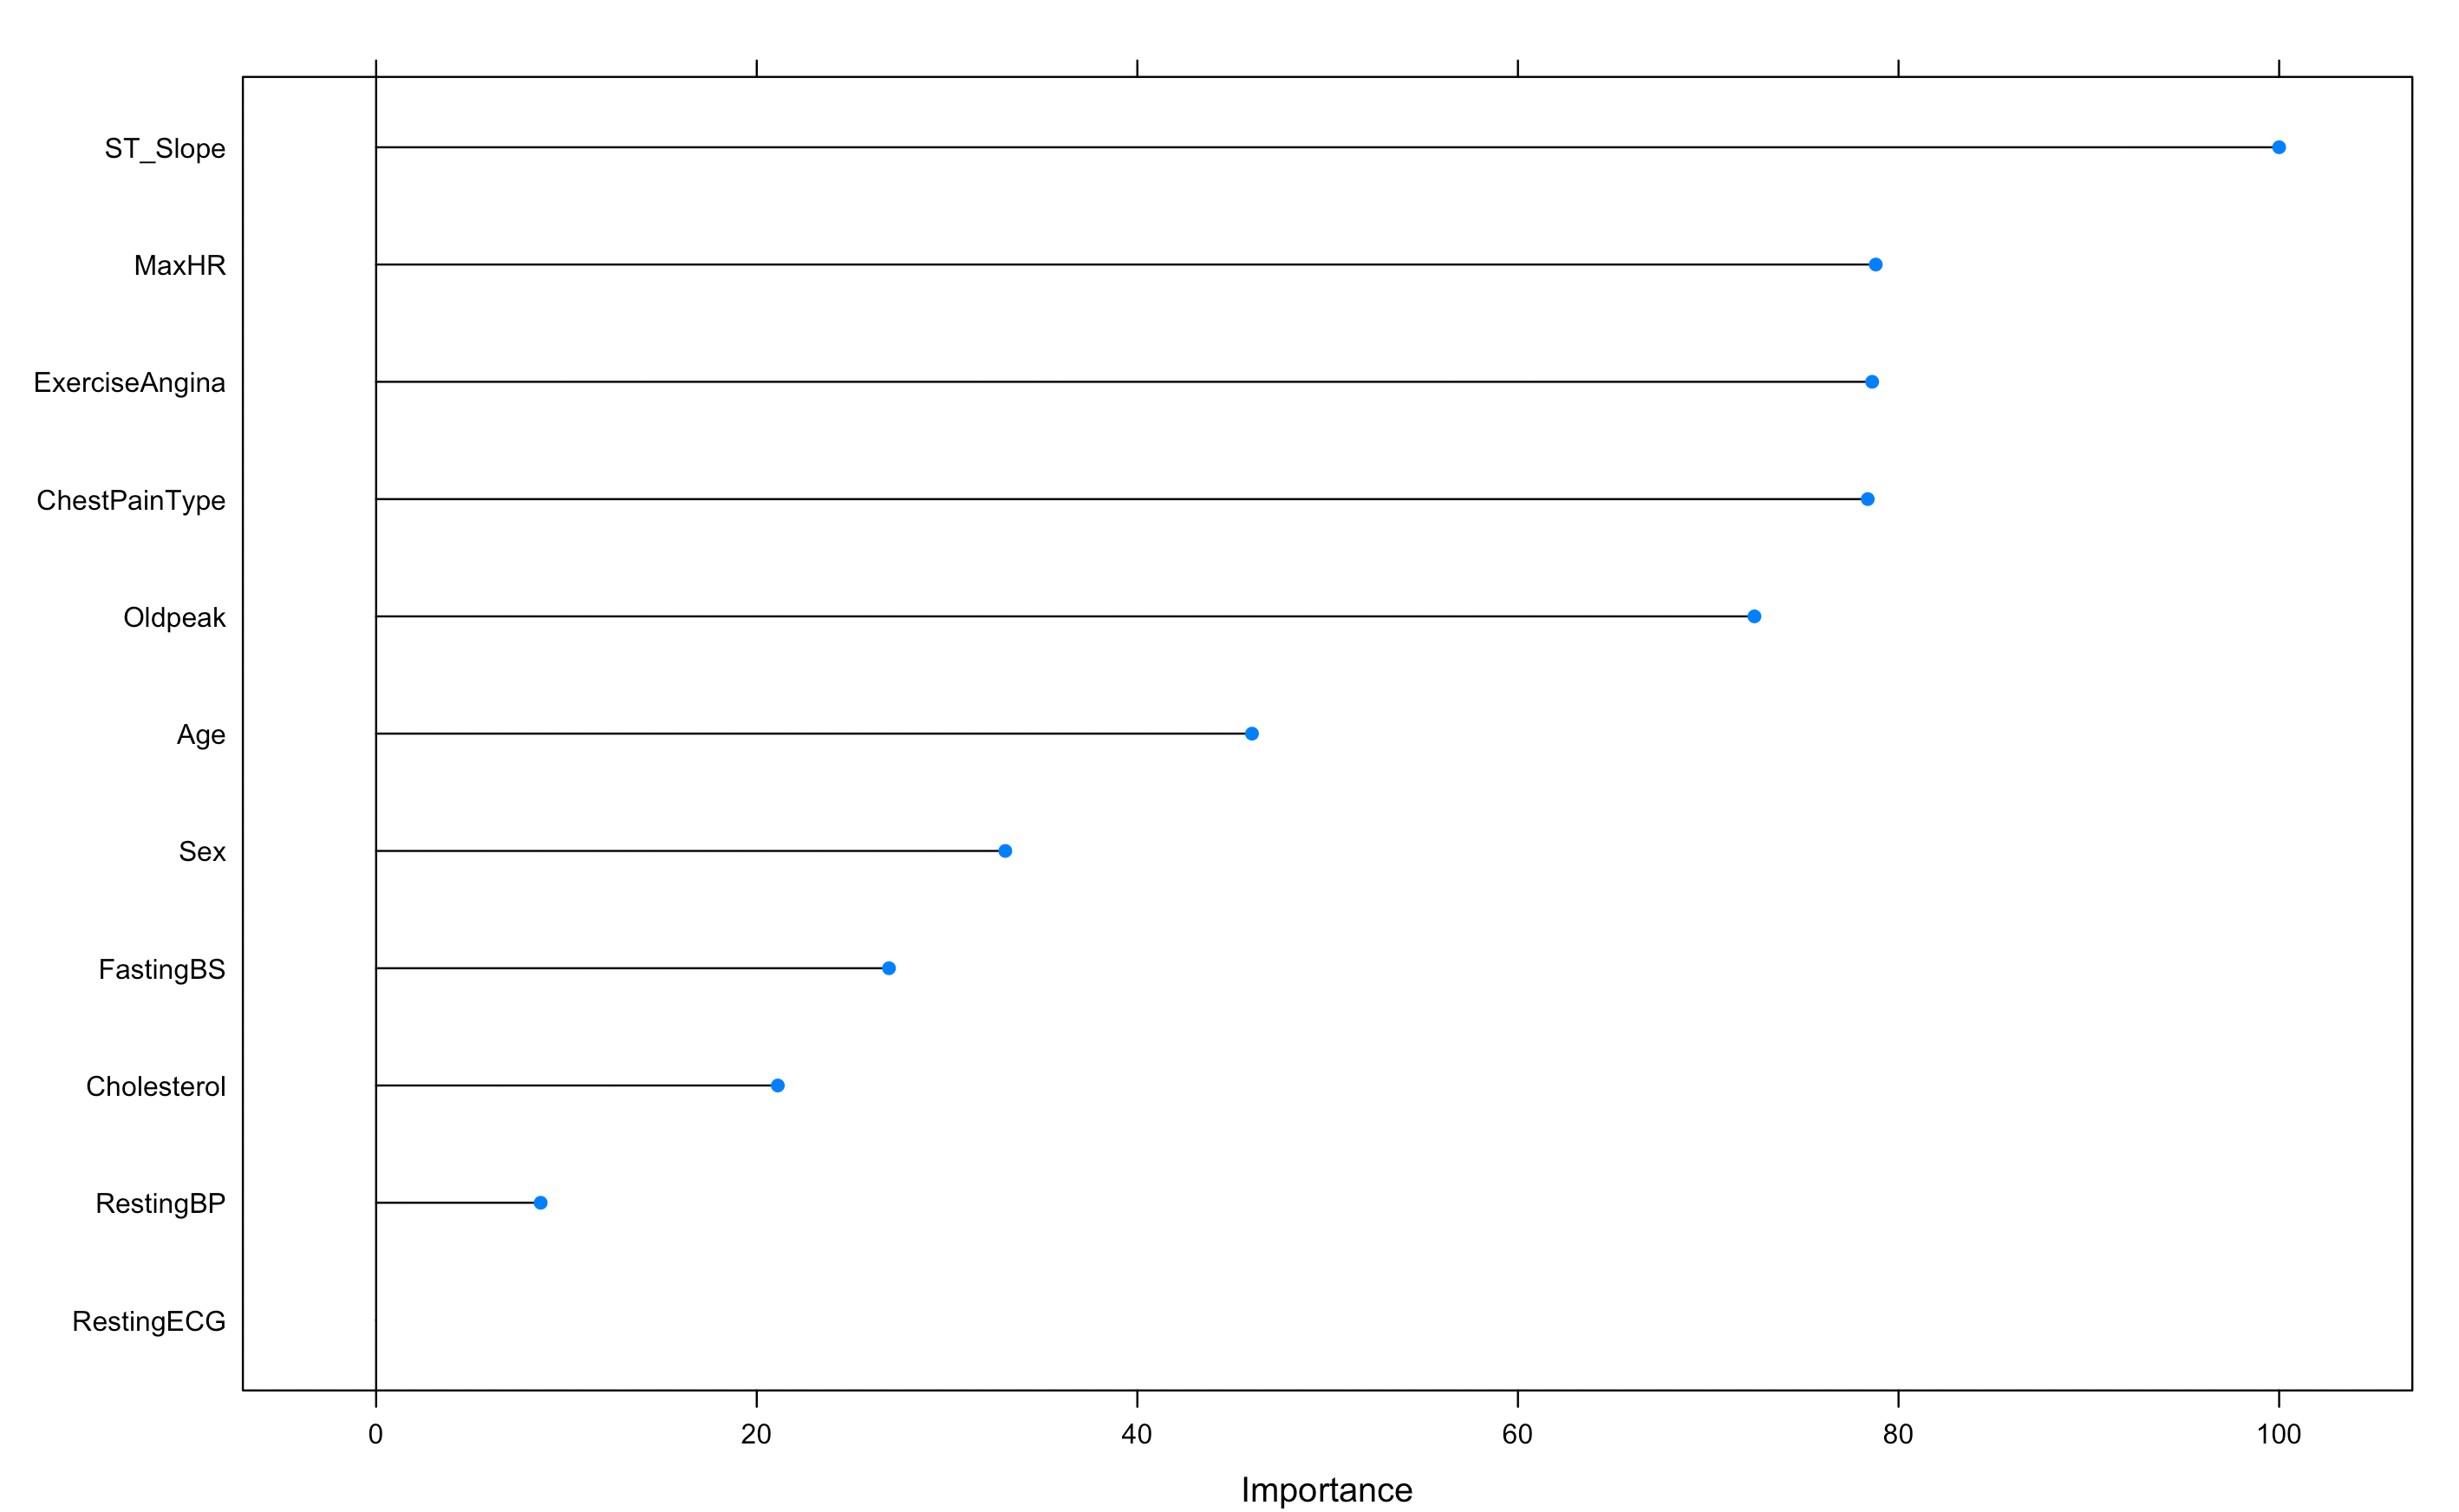 ST_Slope
MaxHR
ExerciseAngina
ChestPainType
Oldpeak
Age
Sex
FastingBS
Cholesterol
RestingBP
RestingECG
0 20 40 60 80 100
Importance